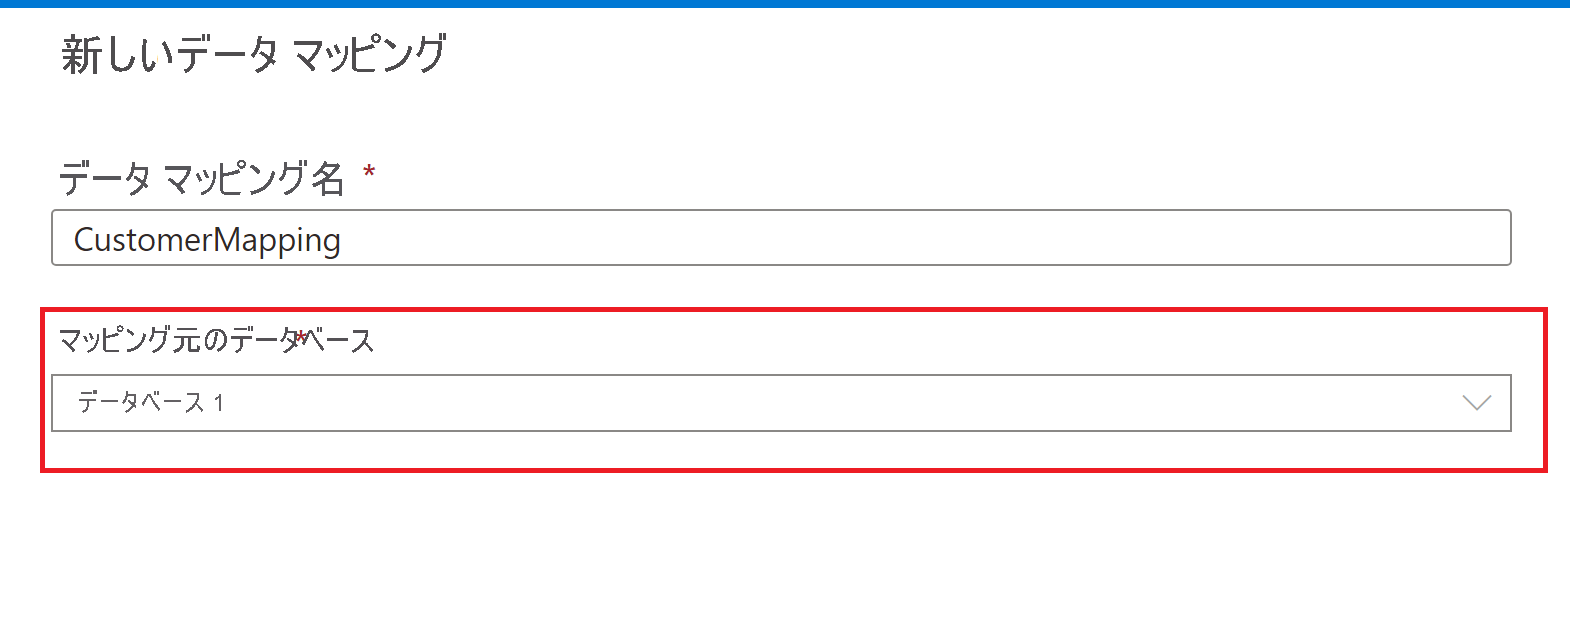 新しいデータ マッピング
データ マッピング名 *
CustomerMapping
マッピング元のデータ*ベース
データベース 1